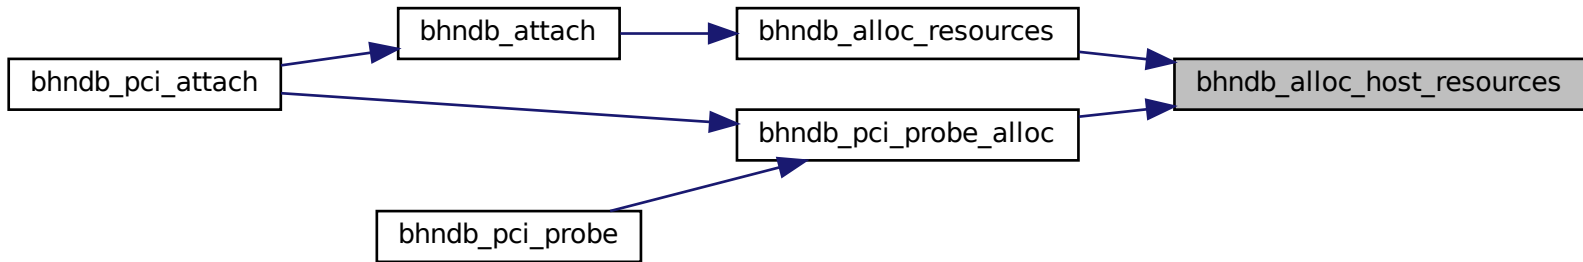 bhndb_attach
bhndb_alloc_resources
bhndb_pci_attach
bhndb_alloc_host_resources
bhndb_pci_probe_alloc
bhndb_pci_probe